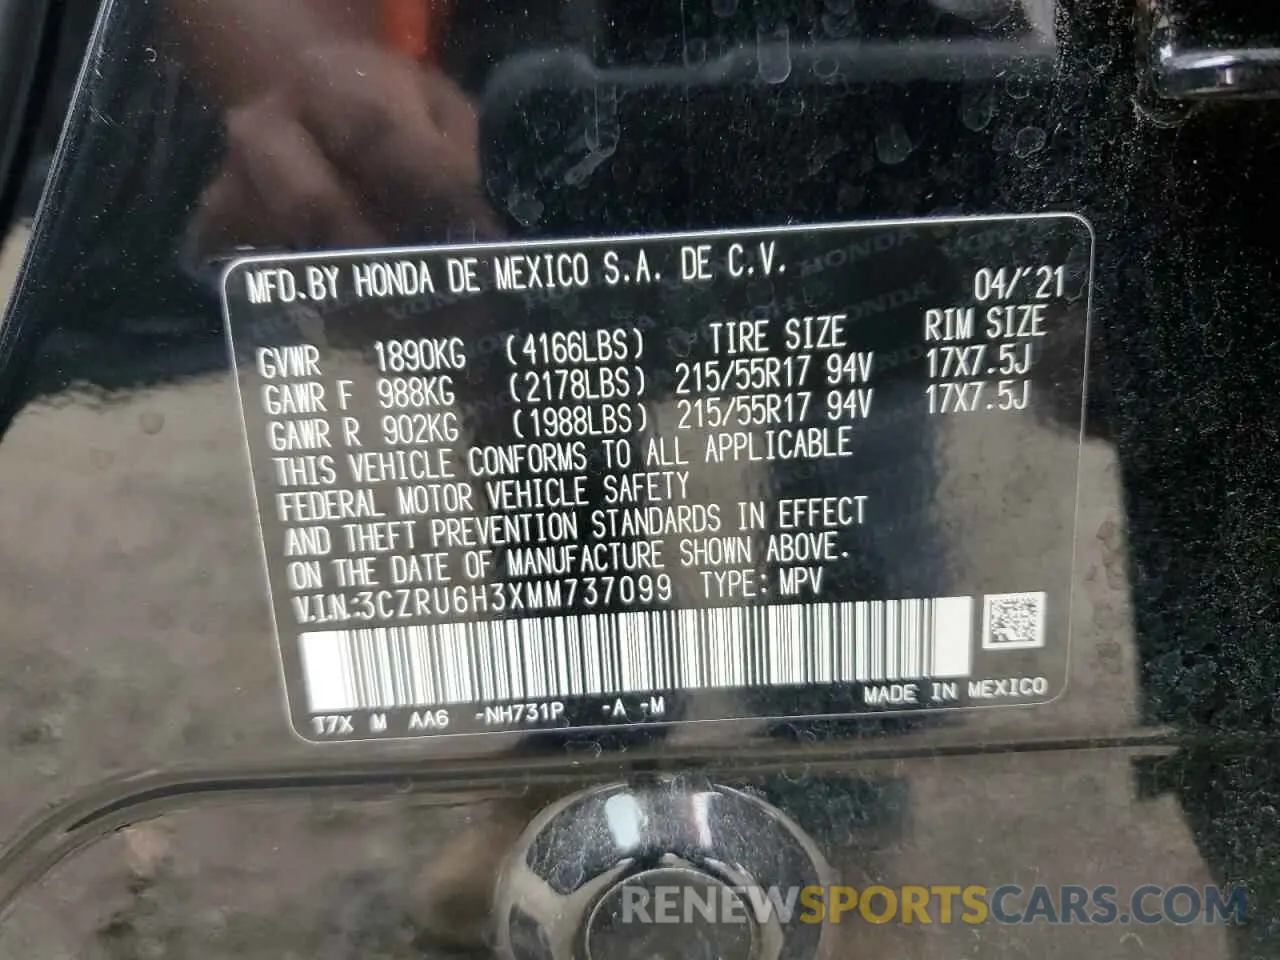 MFD.BY HONDA DE MEXICO S.A. DE C.V.
04/'21
GVWR 1890KG (4166LBS) TIRE SIZE RIM SIZE
GAWR F 988KG (2178LBS) 215/55R17 94V 17X7.5J
GAWR R 902KG (1988LBS) 215/55R17 94V 17X7.5J
THIS VEHICLE CONFORMS TO ALL APPLICABLE
FEDERAL MOTOR VEHICLE SAFETY
AND THEFT PREVENTION STANDARDS IN EFFECT
ON THE DATE OF MANUFACTURE SHOWN ABOVE.
V.I.N.:3CZRU6H3XMM737099 TYPE: MPV
T7X M AA6 -NH731P -A -M MADE IN MEXICO
RENEWSPORTSCARS.COM